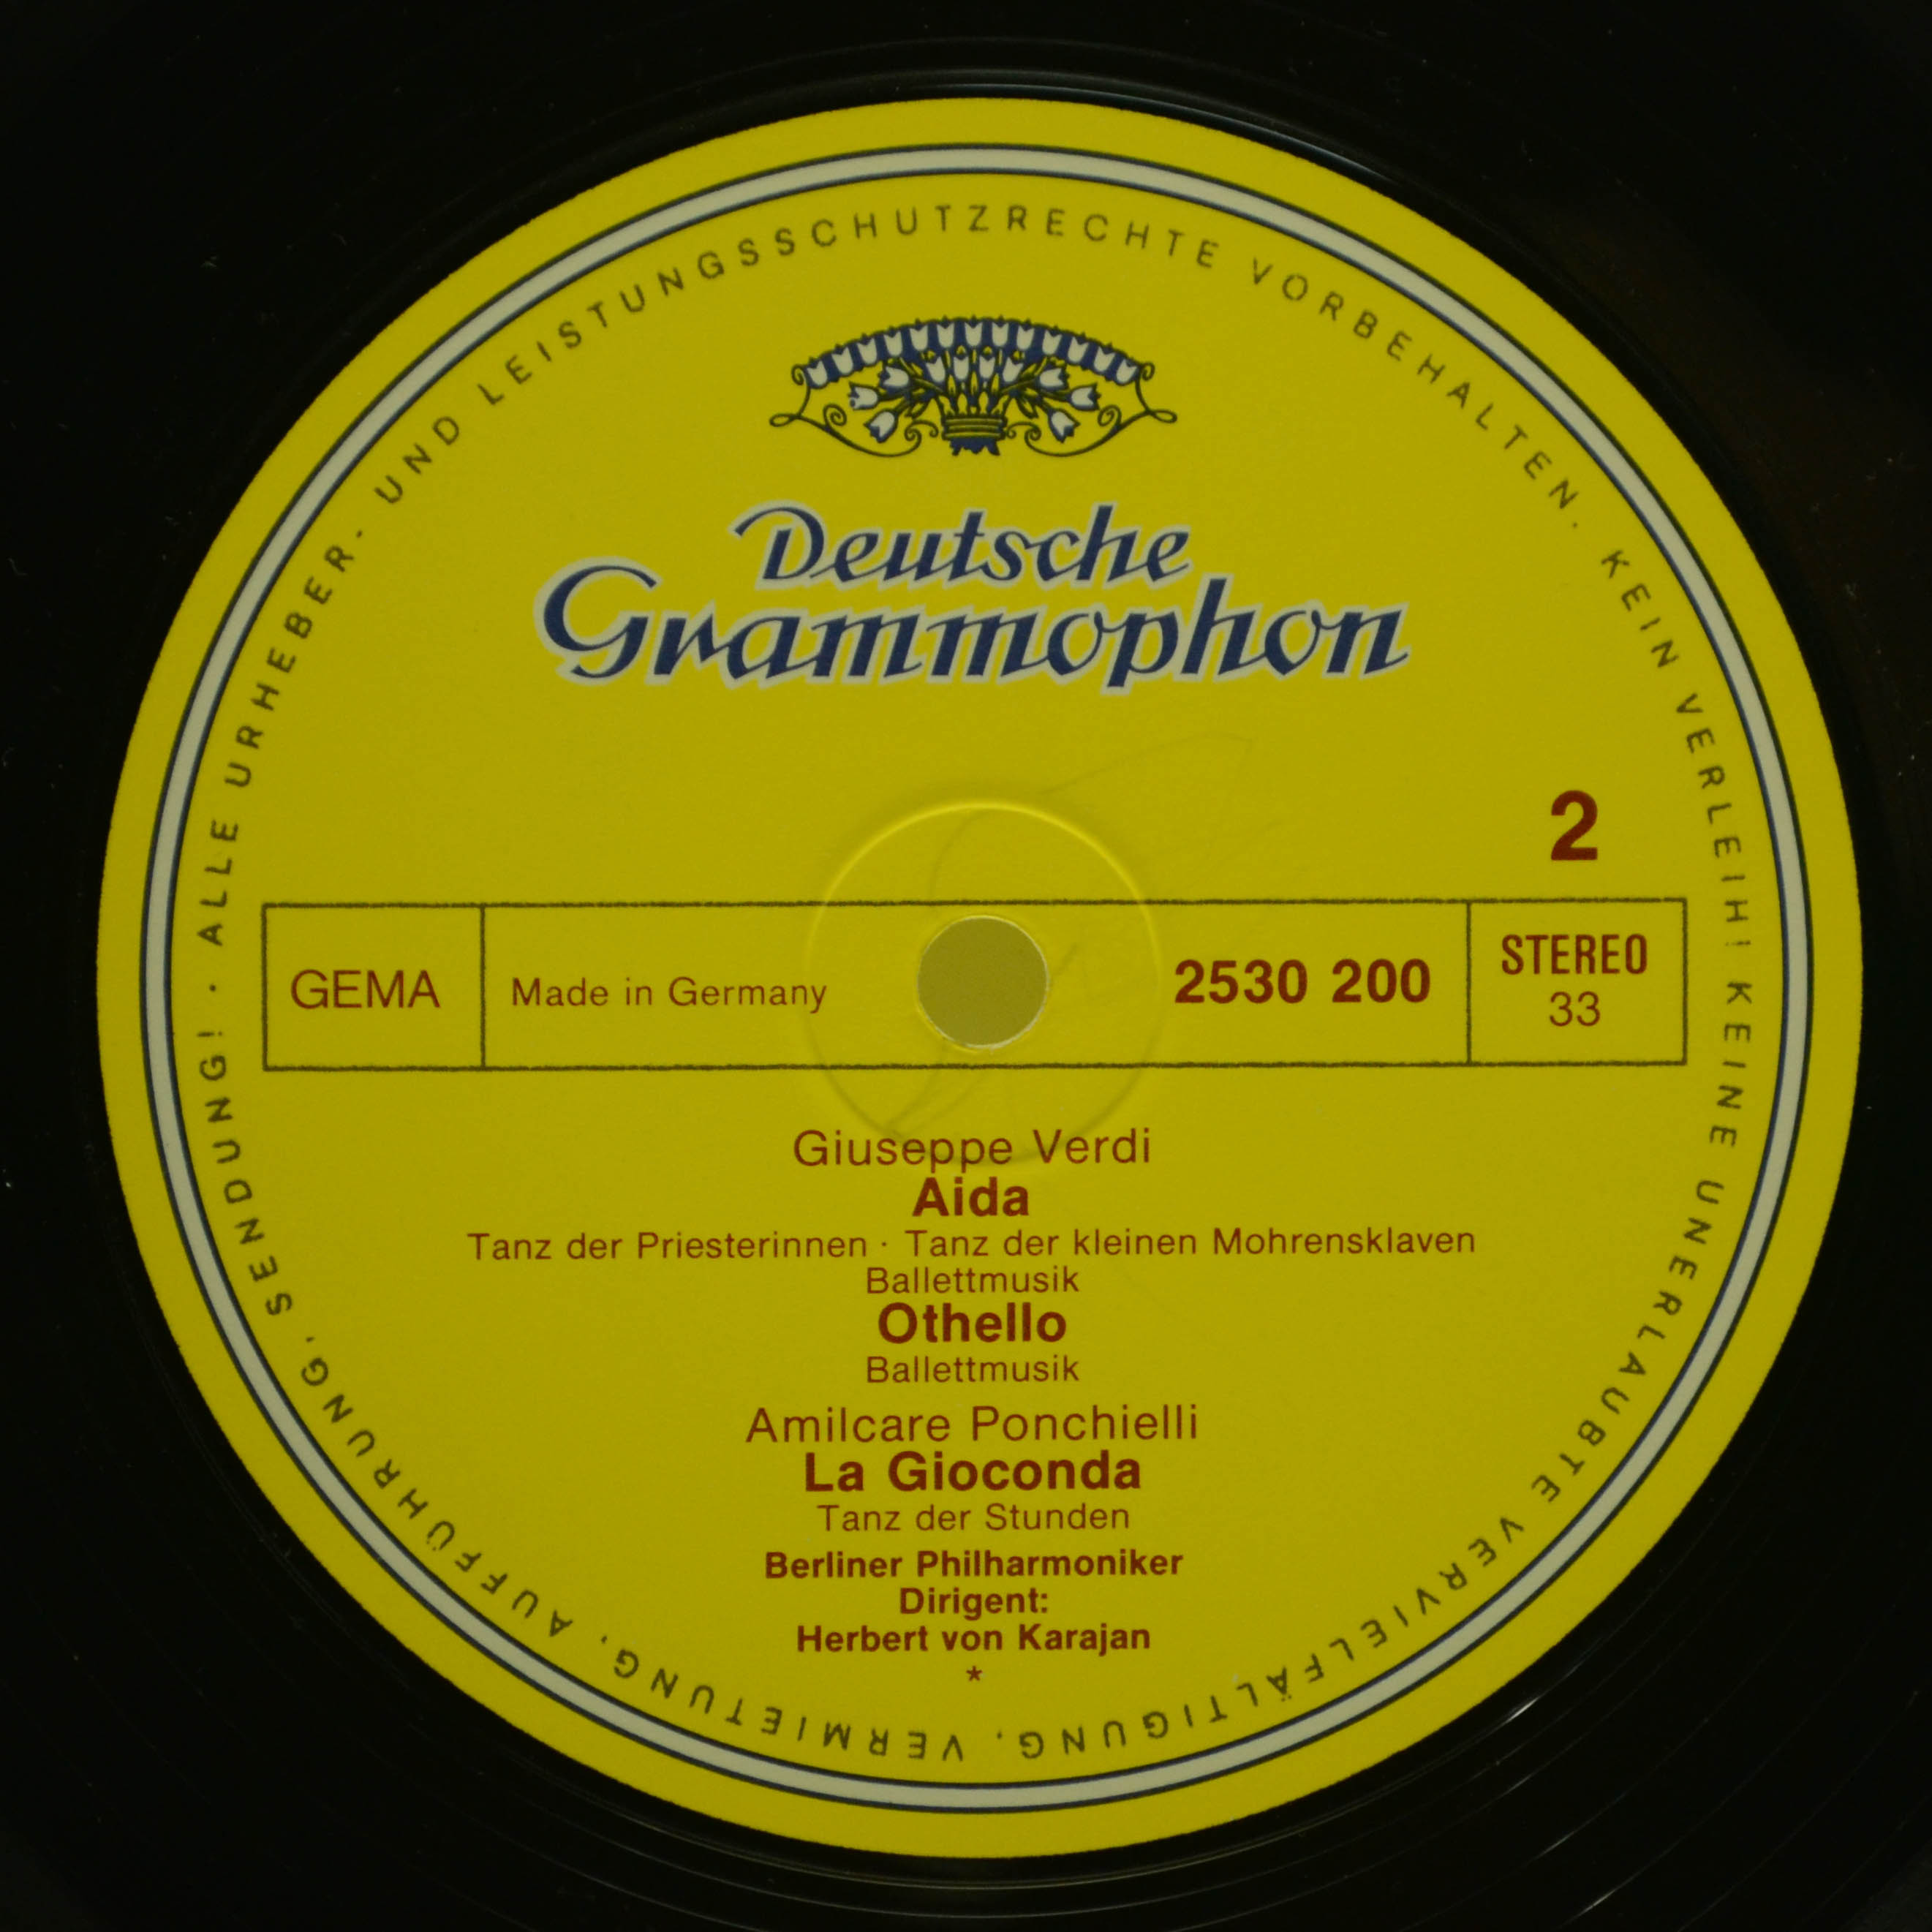 ALLE URHEBER- UND LEISTUNGSSCHUTZRECHTE VORBEHALTEN. KEIN VERLEIH! KEINE UNERLAUBTE VERVIELFÄLTIGUNG, VERMIETUNG, AUFFÜHRUNG, SENDUNG! ·
Deutsche
Grammophon
2
GEMA
Made in Germany
2530 200
STEREO
33
Giuseppe Verdi
Aida
Tanz der Priesterinnen · Tanz der kleinen Mohrensklaven
Ballettmusik
Othello
Ballettmusik
Amilcare Ponchielli
La Gioconda
Tanz der Stunden
Berliner Philharmoniker
Dirigent:
Herbert von Karajan
*